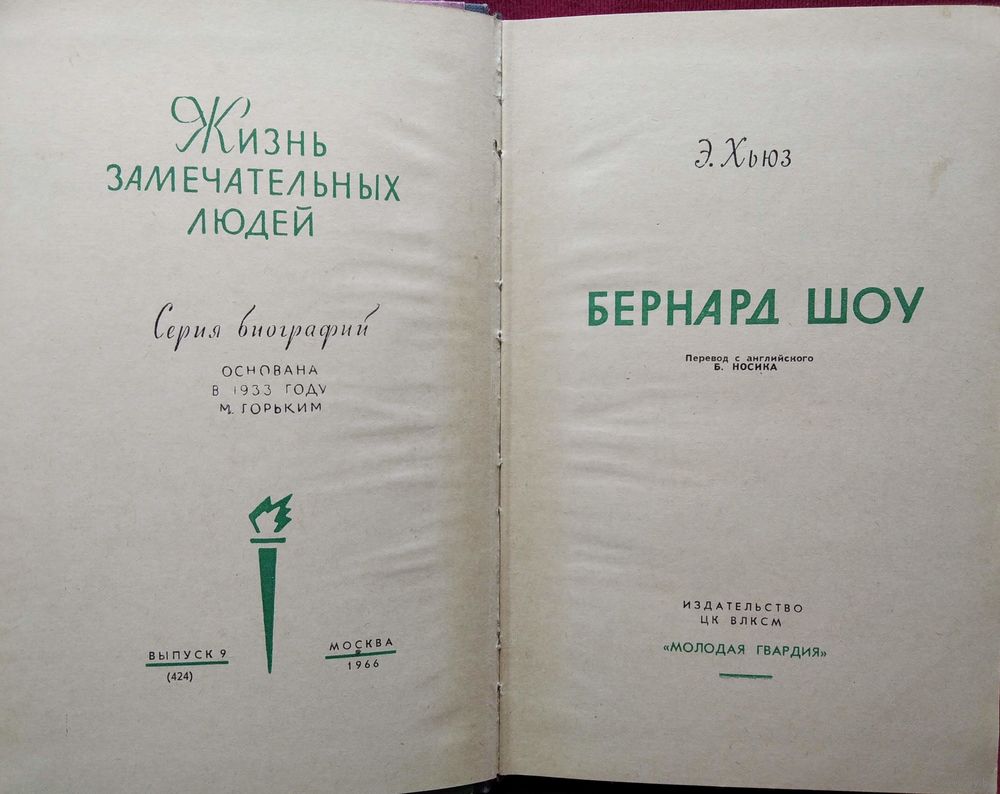 Жизнь
ЗАМЕЧАТЕЛЬНЫХ
ЛЮДЕЙ
Серия биографий
ОСНОВАНА
В 1933 ГОДУ
М. ГОРЬКИМ
ВЫПУСК 9
(424)
МОСКВА
1966
Э. Хьюз
БЕРНАРД ШОУ
Перевод с английского
Б. НОСИКА
ИЗДАТЕЛЬСТВО
ЦК ВЛКСМ
«МОЛОДАЯ ГВАРДИЯ»